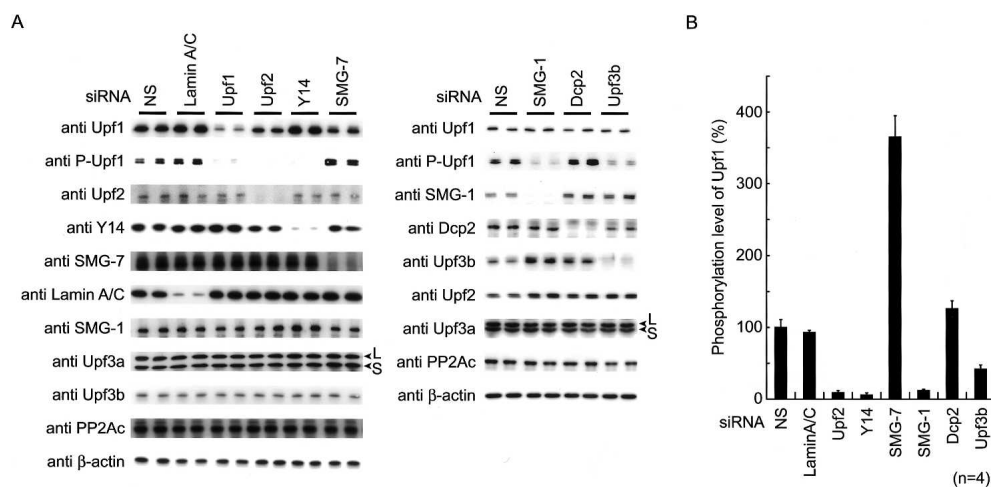 A
siRNA NS Lamin A/C Upf1 Upf2 Y14 SMG-7
anti Upf1
anti P-Upf1
anti Upf2
anti Y14
anti SMG-7
anti Lamin A/C
anti SMG-1
anti Upf3a L
S
anti Upf3b
anti PP2Ac
anti β-actin
siRNA NS SMG-1 Dcp2 Upf3b
anti Upf1
anti P-Upf1
anti SMG-1
anti Dcp2
anti Upf3b
anti Upf2
anti Upf3a L
S
anti PP2Ac
anti β-actin
B
Phosphorylation level of Upf1 (%)
400
300
200
100
0
siRNA NS LaminA/C Upf2 Y14 SMG-7 SMG-1 Dcp2 Upf3b
(n=4)